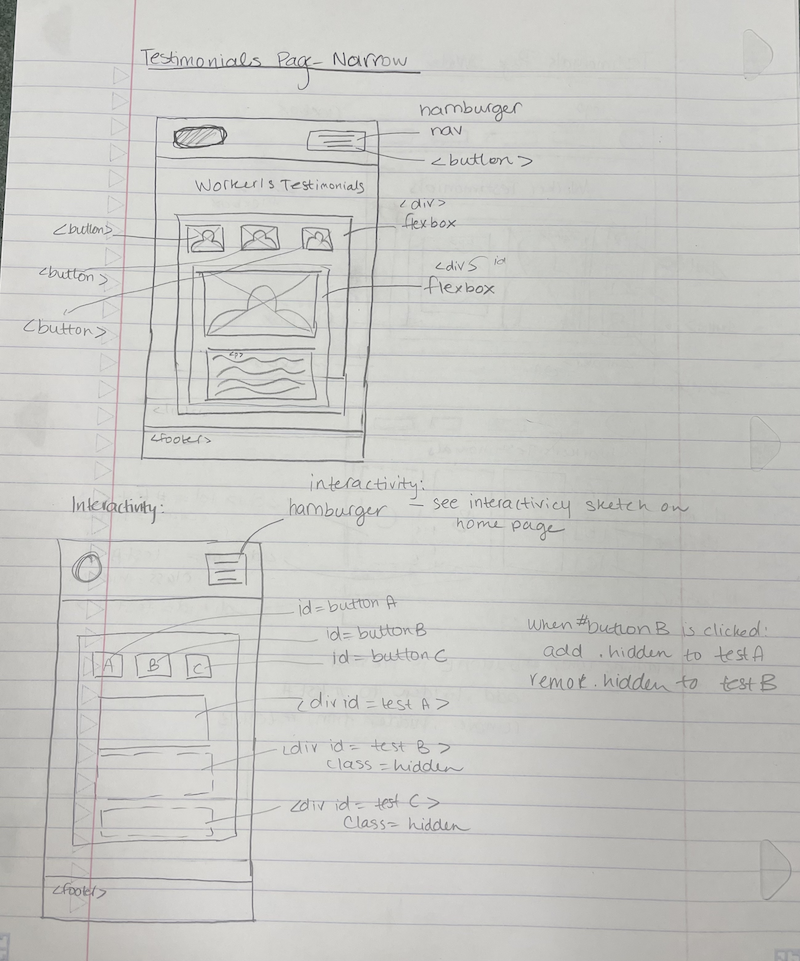 Testimonials Page - Narrow
hamburger
nav
<button>
Worker's Testimonials
<div>
flexbox
<button>
<button>
<button>
<div id
flexbox
<p>
<footer>
Interactivity:
interactivity:
hamburger — see interactivicy sketch on
home page
id=button A
id=button B
id=button C
A B C
<div id=test A>
<div id=test B>
class=hidden
<div id=test C>
Class=hidden
when #button B is clicked:
add .hidden to test A
.hidden to test B
<footer>